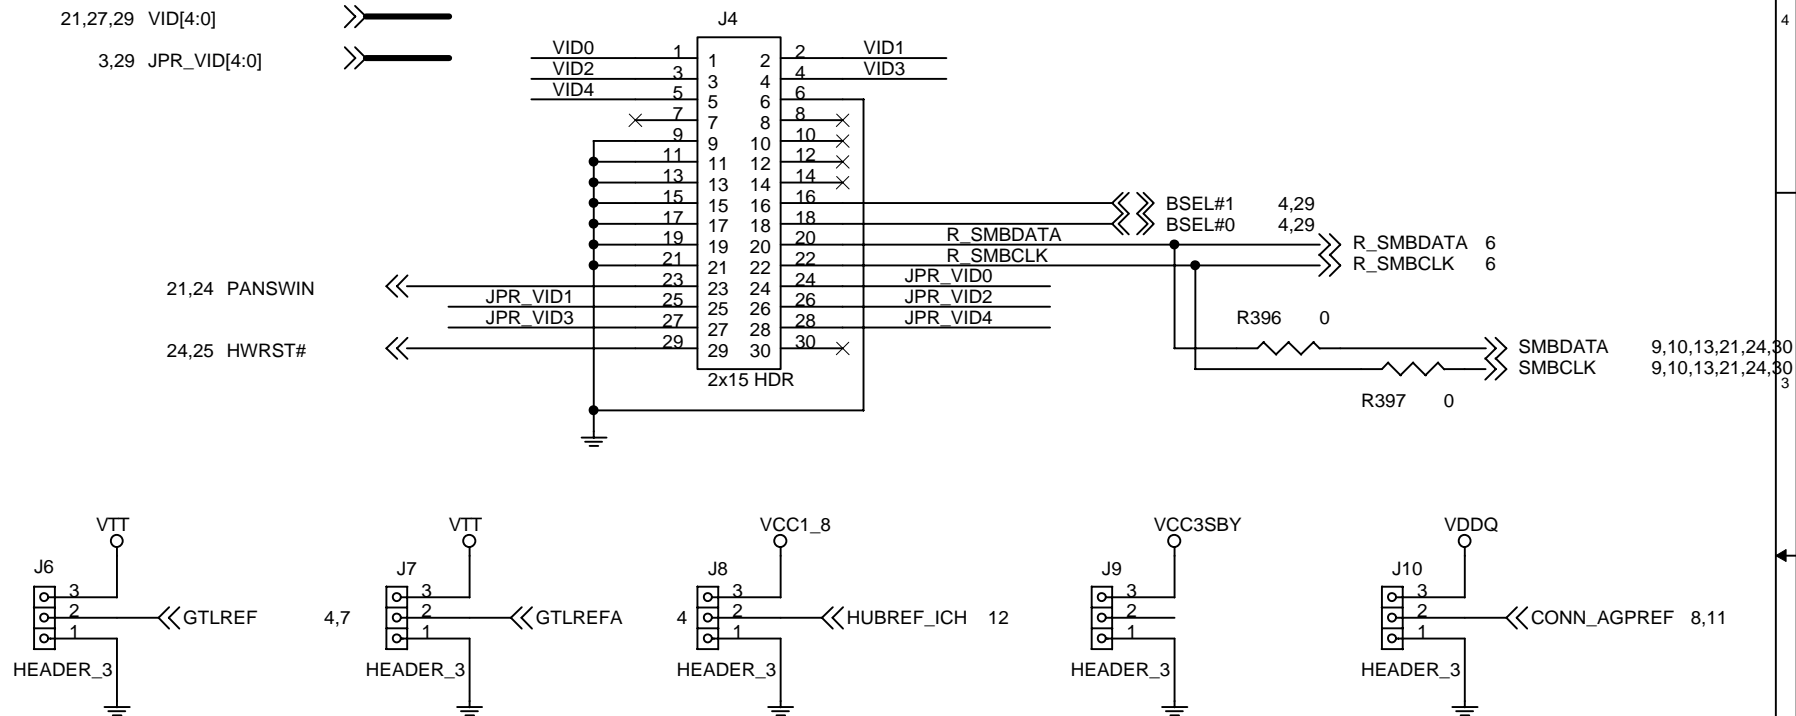 21,27,29 VID[4:0]
3,29 JPR_VID[4:0]
4
J4
VID0 1 1 2 2 VID1
VID2 3 3 4 4 VID3
VID4 5 5 6 6
7 7 8 8
9 9 10 10
11 11 12 12
13 13 14 14
15 15 16 16 BSEL#1 4,29
17 17 18 18 BSEL#0 4,29
19 19 20 20 R_SMBDATA R_SMBDATA 6
21 21 22 22 R_SMBCLK R_SMBCLK 6
21,24 PANSWIN 23 23 24 24 JPR_VID0
JPR_VID1 25 25 26 26 JPR_VID2
JPR_VID3 27 27 28 28 JPR_VID4
R396 0
24,25 HWRST# 29 29 30 30 SMBDATA 9,10,13,21,24,30
SMBCLK 9,10,13,21,24,30
2x15 HDR
3
R397 0
VTT VTT VCC1_8 VCC3SBY VDDQ
J6 J7 J8 J9 J10
3 3 3 3 3
2 GTLREF 4,7 2 GTLREFA 4 2 HUBREF_ICH 12 2 2 CONN_AGPREF 8,11
1 1 1 1 1
HEADER_3 HEADER_3 HEADER_3 HEADER_3 HEADER_3